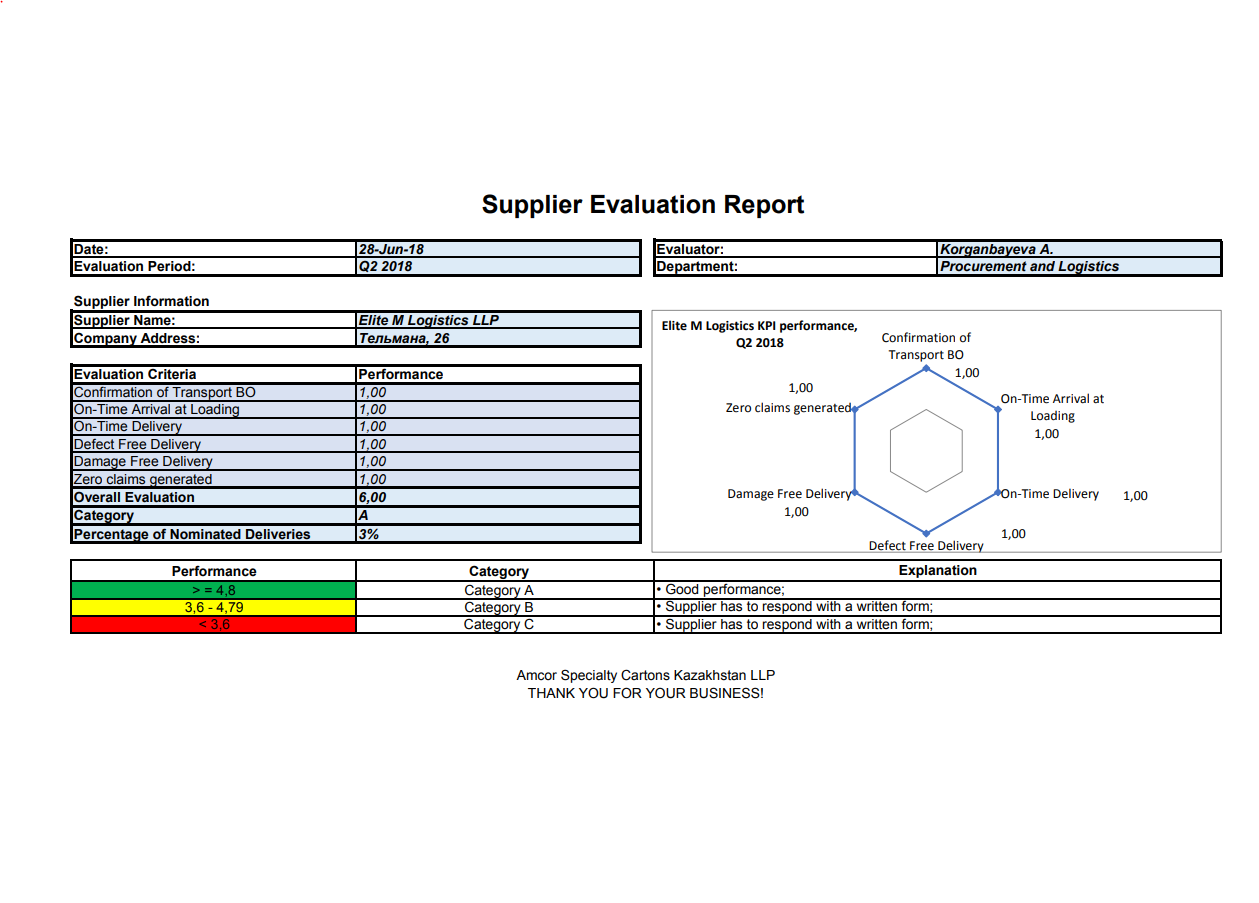 Supplier Evaluation Report
Date: 28-Jun-18
Evaluation Period: Q2 2018
Evaluator: Korganbayeva A.
Department: Procurement and Logistics
Supplier Information
Supplier Name: Elite M Logistics LLP
Company Address: Тельмана, 26
Evaluation Criteria Performance
Confirmation of Transport BO 1,00
On-Time Arrival at Loading 1,00
On-Time Delivery 1,00
Defect Free Delivery 1,00
Damage Free Delivery 1,00
Zero claims generated 1,00
Overall Evaluation 6,00
Category A
Percentage of Nominated Deliveries 3%
Elite M Logistics KPI performance,
Q2 2018
Confirmation of
Transport BO
1,00
On-Time Arrival at
Loading
1,00
On-Time Delivery 1,00
1,00
Defect Free Delivery
Damage Free Delivery
1,00
1,00
Zero claims generated
Performance Category Explanation
> = 4,8 Category A • Good performance;
3,6 - 4,79 Category B • Supplier has to respond with a written form;
< 3,6 Category C • Supplier has to respond with a written form;
Amcor Specialty Cartons Kazakhstan LLP
THANK YOU FOR YOUR BUSINESS!